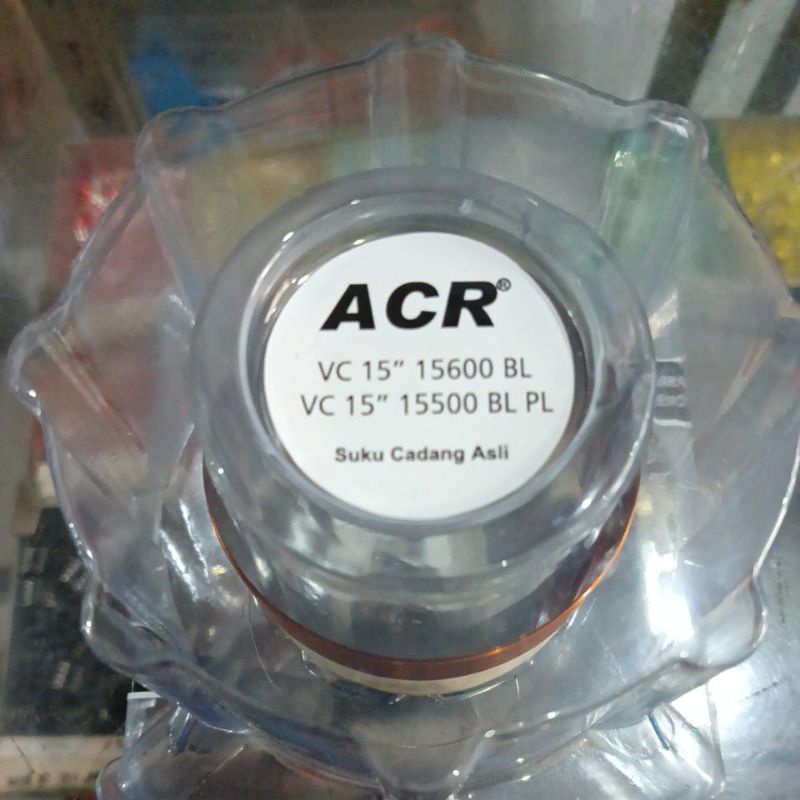 ACR®
VC 15” 15600 BL
VC 15” 15500 BL PL
Suku Cadang Asli